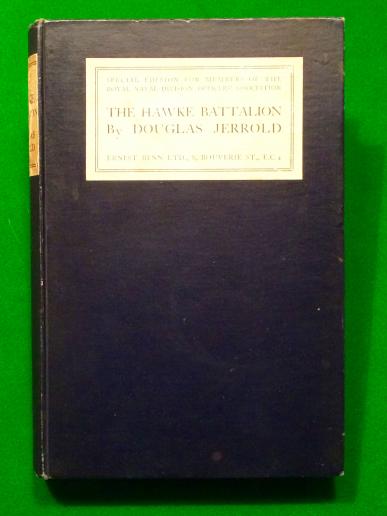 SPECIAL EDITION FOR MEMBERS OF THE
ROYAL NAVAL DIVISION OFFICERS' ASSOCIATION
THE HAWKE BATTALION
By DOUGLAS JERROLD
ERNEST BENN LTD., 8, BOUVERIE ST., E.C.4